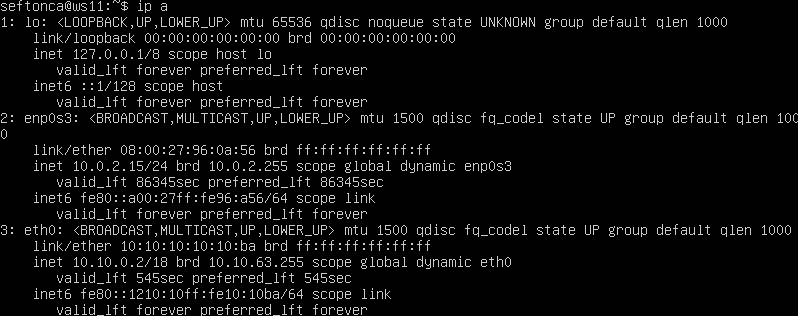 seftonca@ws11:~$ ip a
1: lo: <LOOPBACK,UP,LOWER_UP> mtu 65536 qdisc noqueue state UNKNOWN group default qlen 1000
    link/loopback 00:00:00:00:00:00 brd 00:00:00:00:00:00
    inet 127.0.0.1/8 scope host lo
       valid_lft forever preferred_lft forever
    inet6 ::1/128 scope host
       valid_lft forever preferred_lft forever
2: enp0s3: <BROADCAST,MULTICAST,UP,LOWER_UP> mtu 1500 qdisc fq_codel state UP group default qlen 100
0
    link/ether 08:00:27:96:0a:56 brd ff:ff:ff:ff:ff:ff
    inet 10.0.2.15/24 brd 10.0.2.255 scope global dynamic enp0s3
       valid_lft 86345sec preferred_lft 86345sec
    inet6 fe80::a00:27ff:fe96:a56/64 scope link
       valid_lft forever preferred_lft forever
3: eth0: <BROADCAST,MULTICAST,UP,LOWER_UP> mtu 1500 qdisc fq_codel state UP group default qlen 1000
    link/ether 10:10:10:10:10:ba brd ff:ff:ff:ff:ff:ff
    inet 10.10.0.2/18 brd 10.10.63.255 scope global dynamic eth0
       valid_lft 545sec preferred_lft 545sec
    inet6 fe80::1210:10ff:fe10:10ba/64 scope link
       valid_lft forever preferred_lft forever